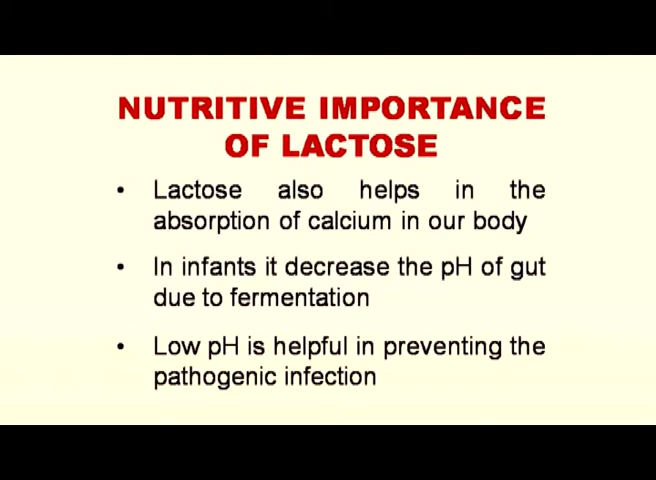 NUTRITIVE IMPORTANCE
OF LACTOSE
• Lactose also helps in the
absorption of calcium in our body
• In infants it decrease the pH of gut
due to fermentation
• Low pH is helpful in preventing the
pathogenic infection